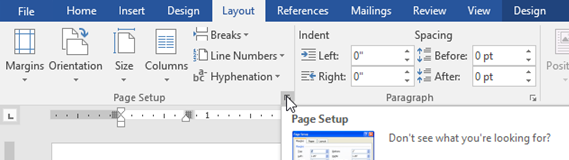 File Home Insert Design Layout References Mailings Review View Design
Breaks Indent Spacing
Line Numbers Left: 0" Before: 0 pt
Margins Orientation Size Columns Hyphenation Right: 0" After: 0 pt
Page Setup Paragraph
1
Page Setup
Don't see what you're looking for?